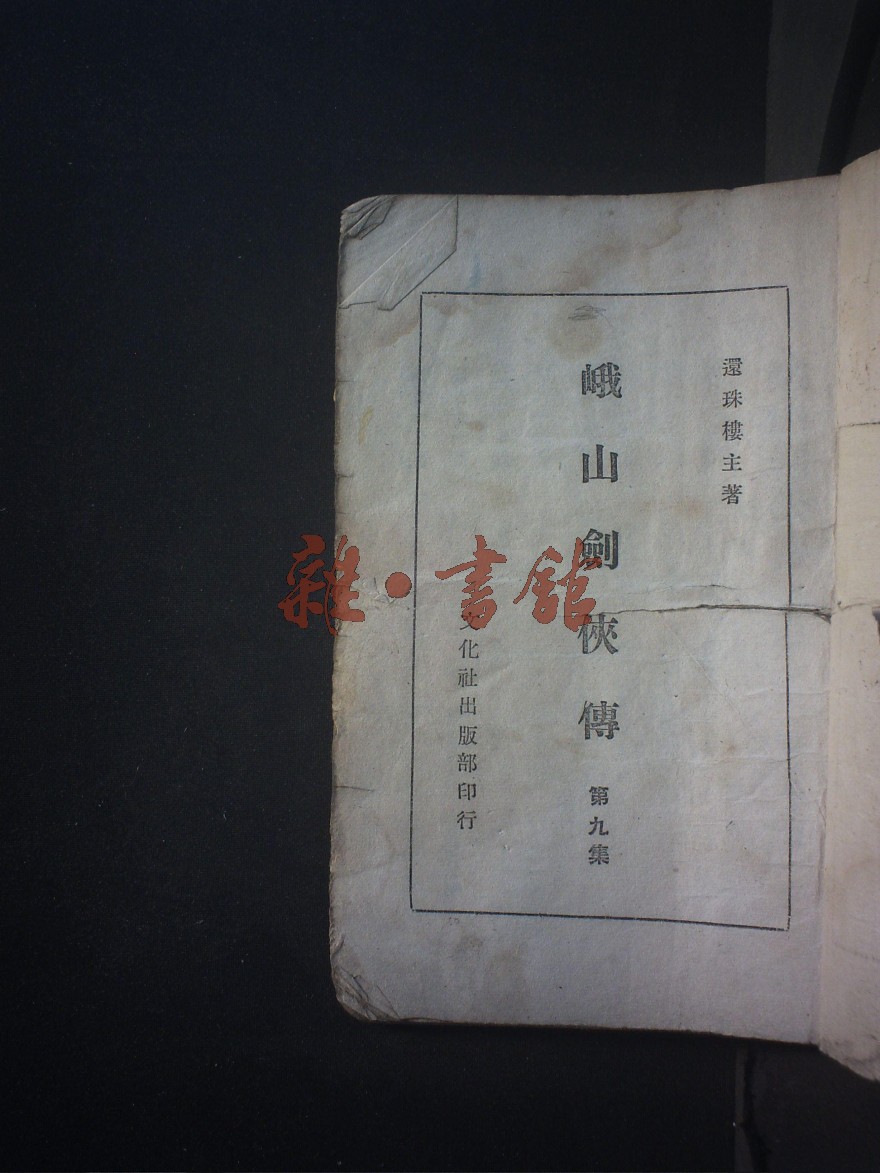 還珠樓主著
峨山劍俠傳 第九集
文化社出版部印行
雜·書館